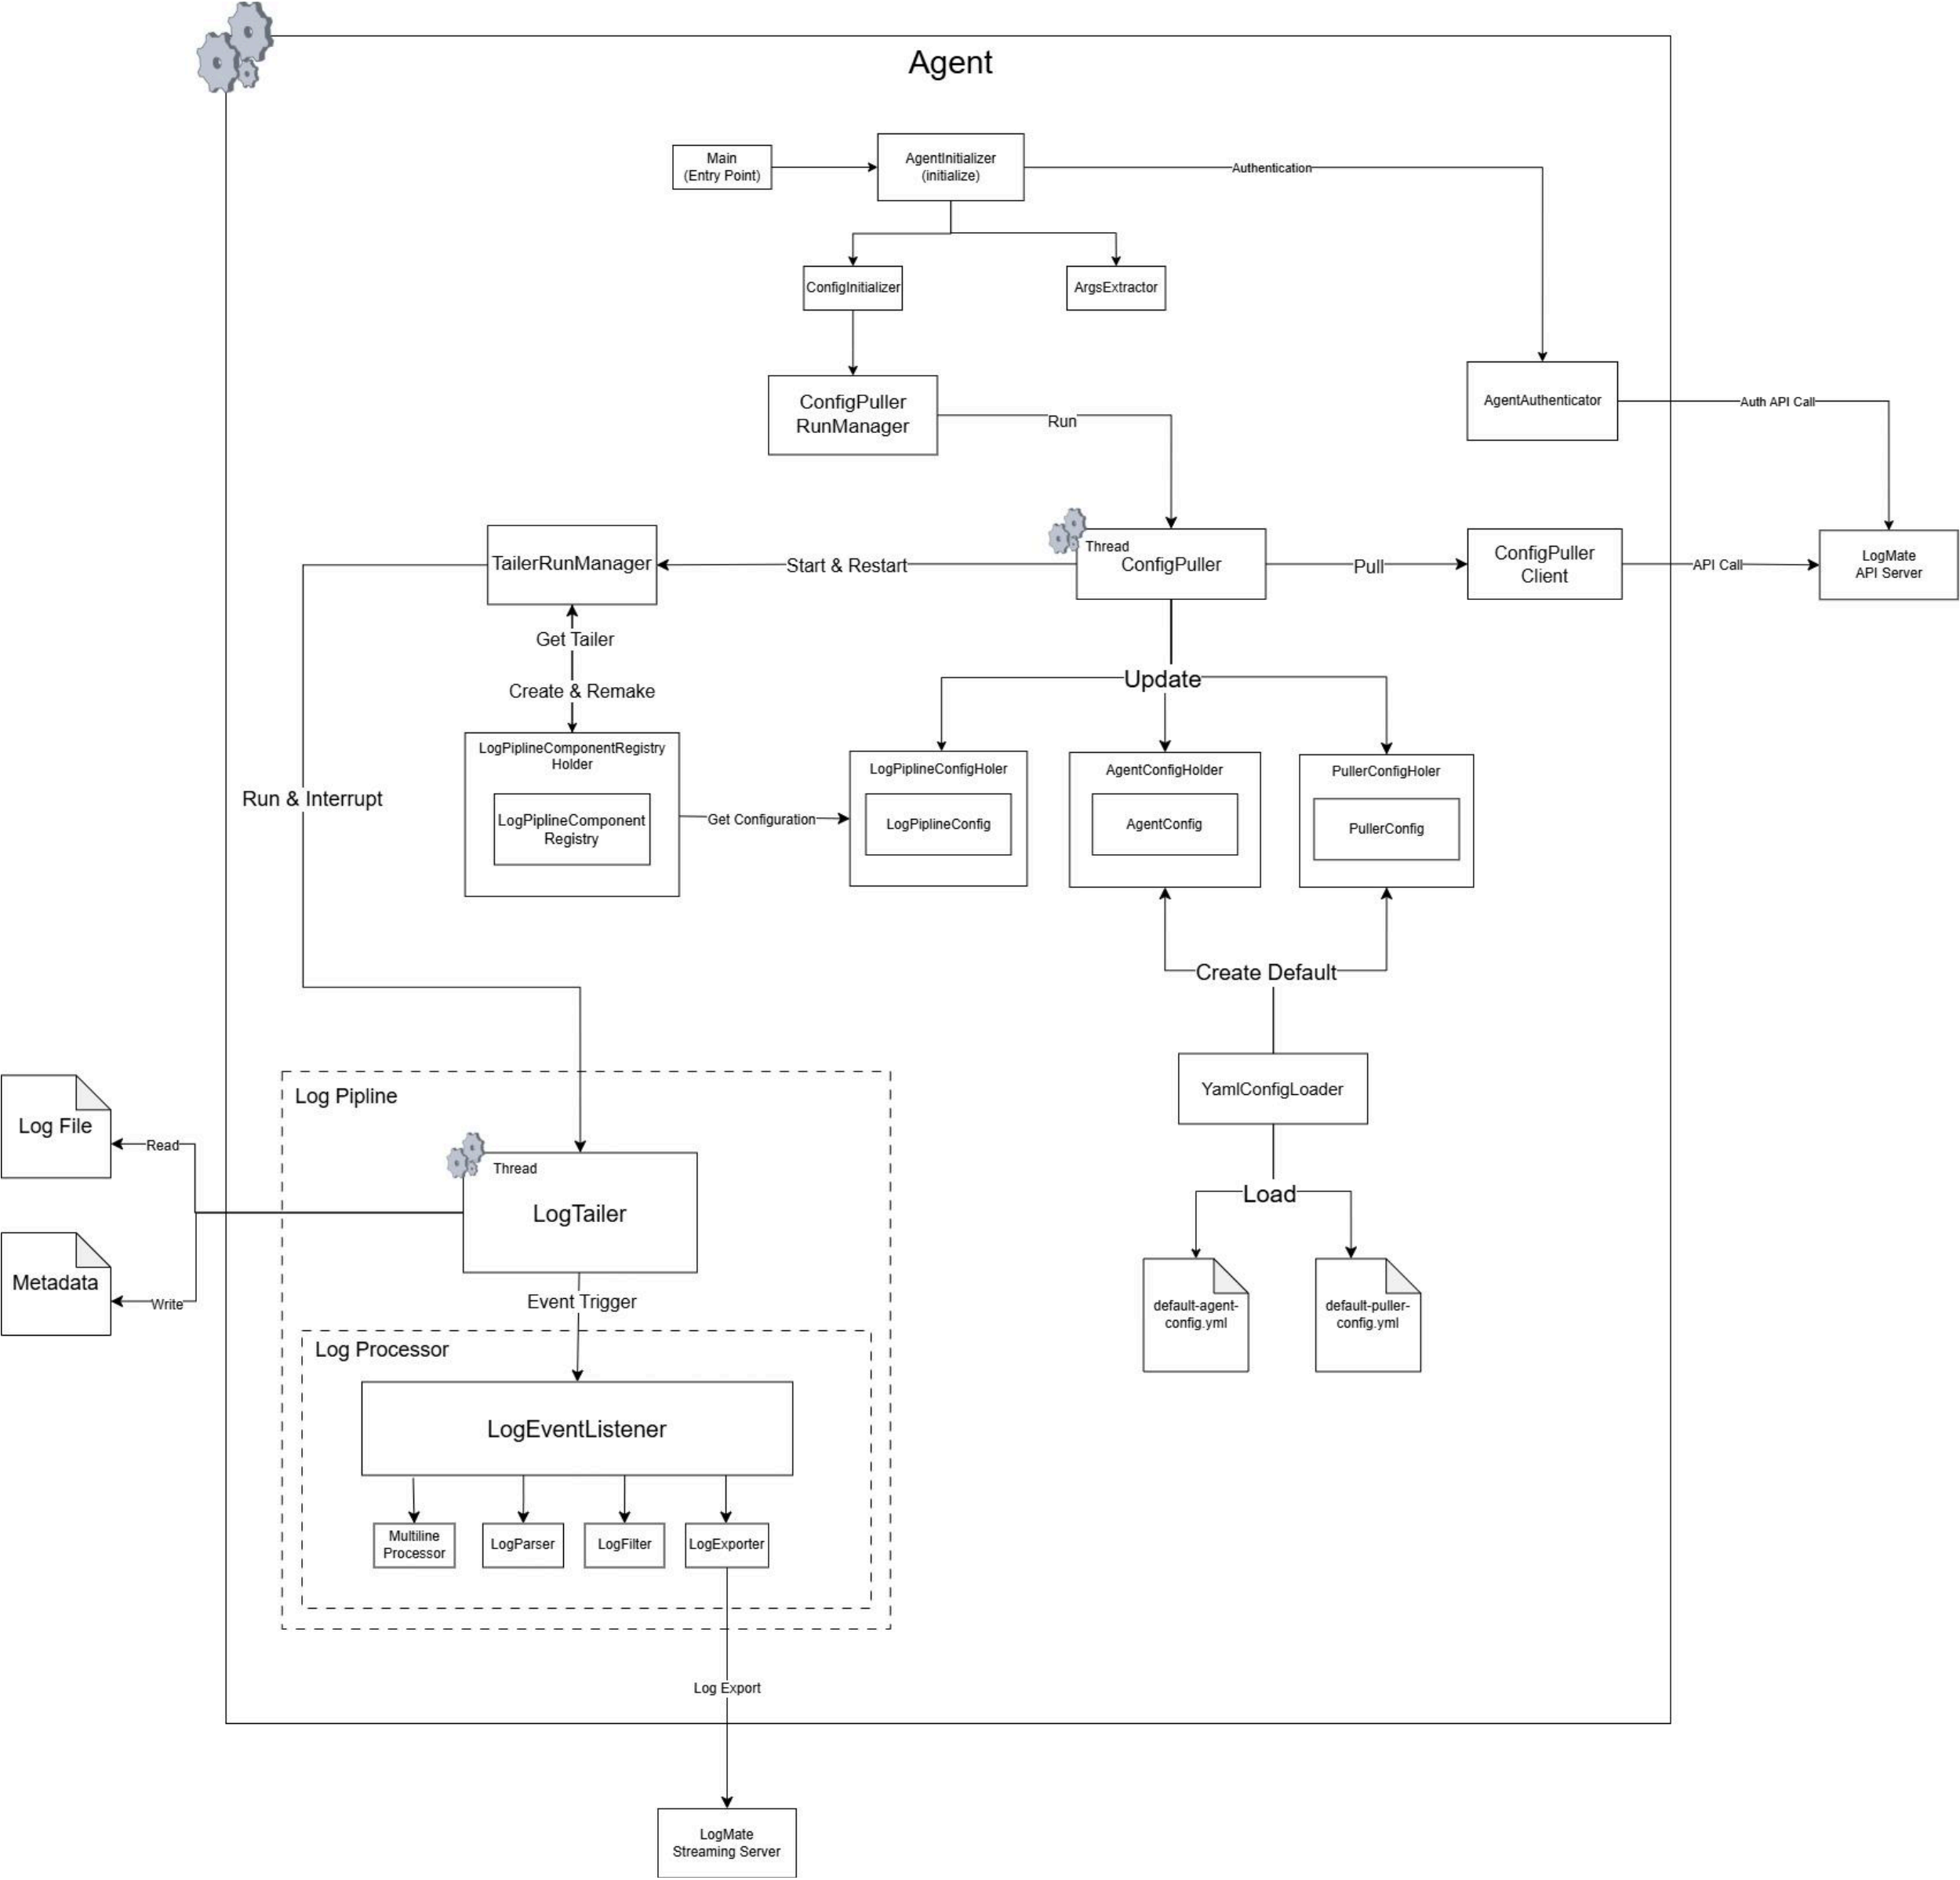 Agent
Main
(Entry Point)
AgentInitializer
(initialize)
Authentication
ConfigInitializer
ArgsExtractor
ConfigPuller
RunManager
Run
AgentAuthenticator
Auth API Call
TailerRunManager
Start & Restart
Thread
ConfigPuller
Pull
ConfigPuller
Client
API Call
LogMate
API Server
Get Tailer
Create & Remake
Update
LogPiplineComponentRegistry
Holder
LogPiplineComponent
Registry
Get Configuration
LogPiplineConfigHoler
LogPiplineConfig
AgentConfigHolder
AgentConfig
PullerConfigHoler
PullerConfig
Run & Interrupt
Create Default
YamlConfigLoader
Load
default-agent-
config.yml
default-puller-
config.yml
Log File
Read
Metadata
Write
Log Pipline
Thread
LogTailer
Event Trigger
Log Processor
LogEventListener
Multiline
Processor
LogParser
LogFilter
LogExporter
Log Export
LogMate
Streaming Server